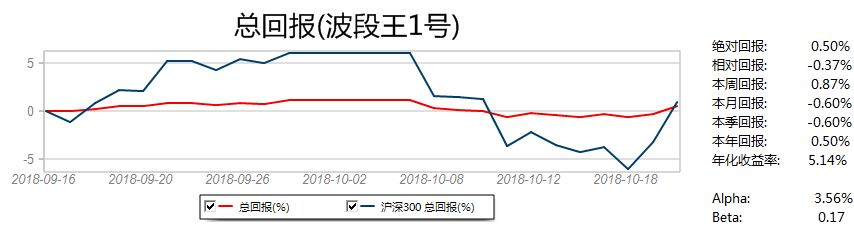 总回报(波段王1号)
5
0
-5
2018-09-16 2018-09-20 2018-09-26 2018-10-02 2018-10-08 2018-10-12 2018-10-18
总回报(%) 沪深300 总回报(%)
绝对回报: 0.50%
相对回报: -0.37%
本周回报: 0.87%
本月回报: -0.60%
本季回报: -0.60%
本年回报: 0.50%
年化收益率: 5.14%
Alpha: 3.56%
Beta: 0.17